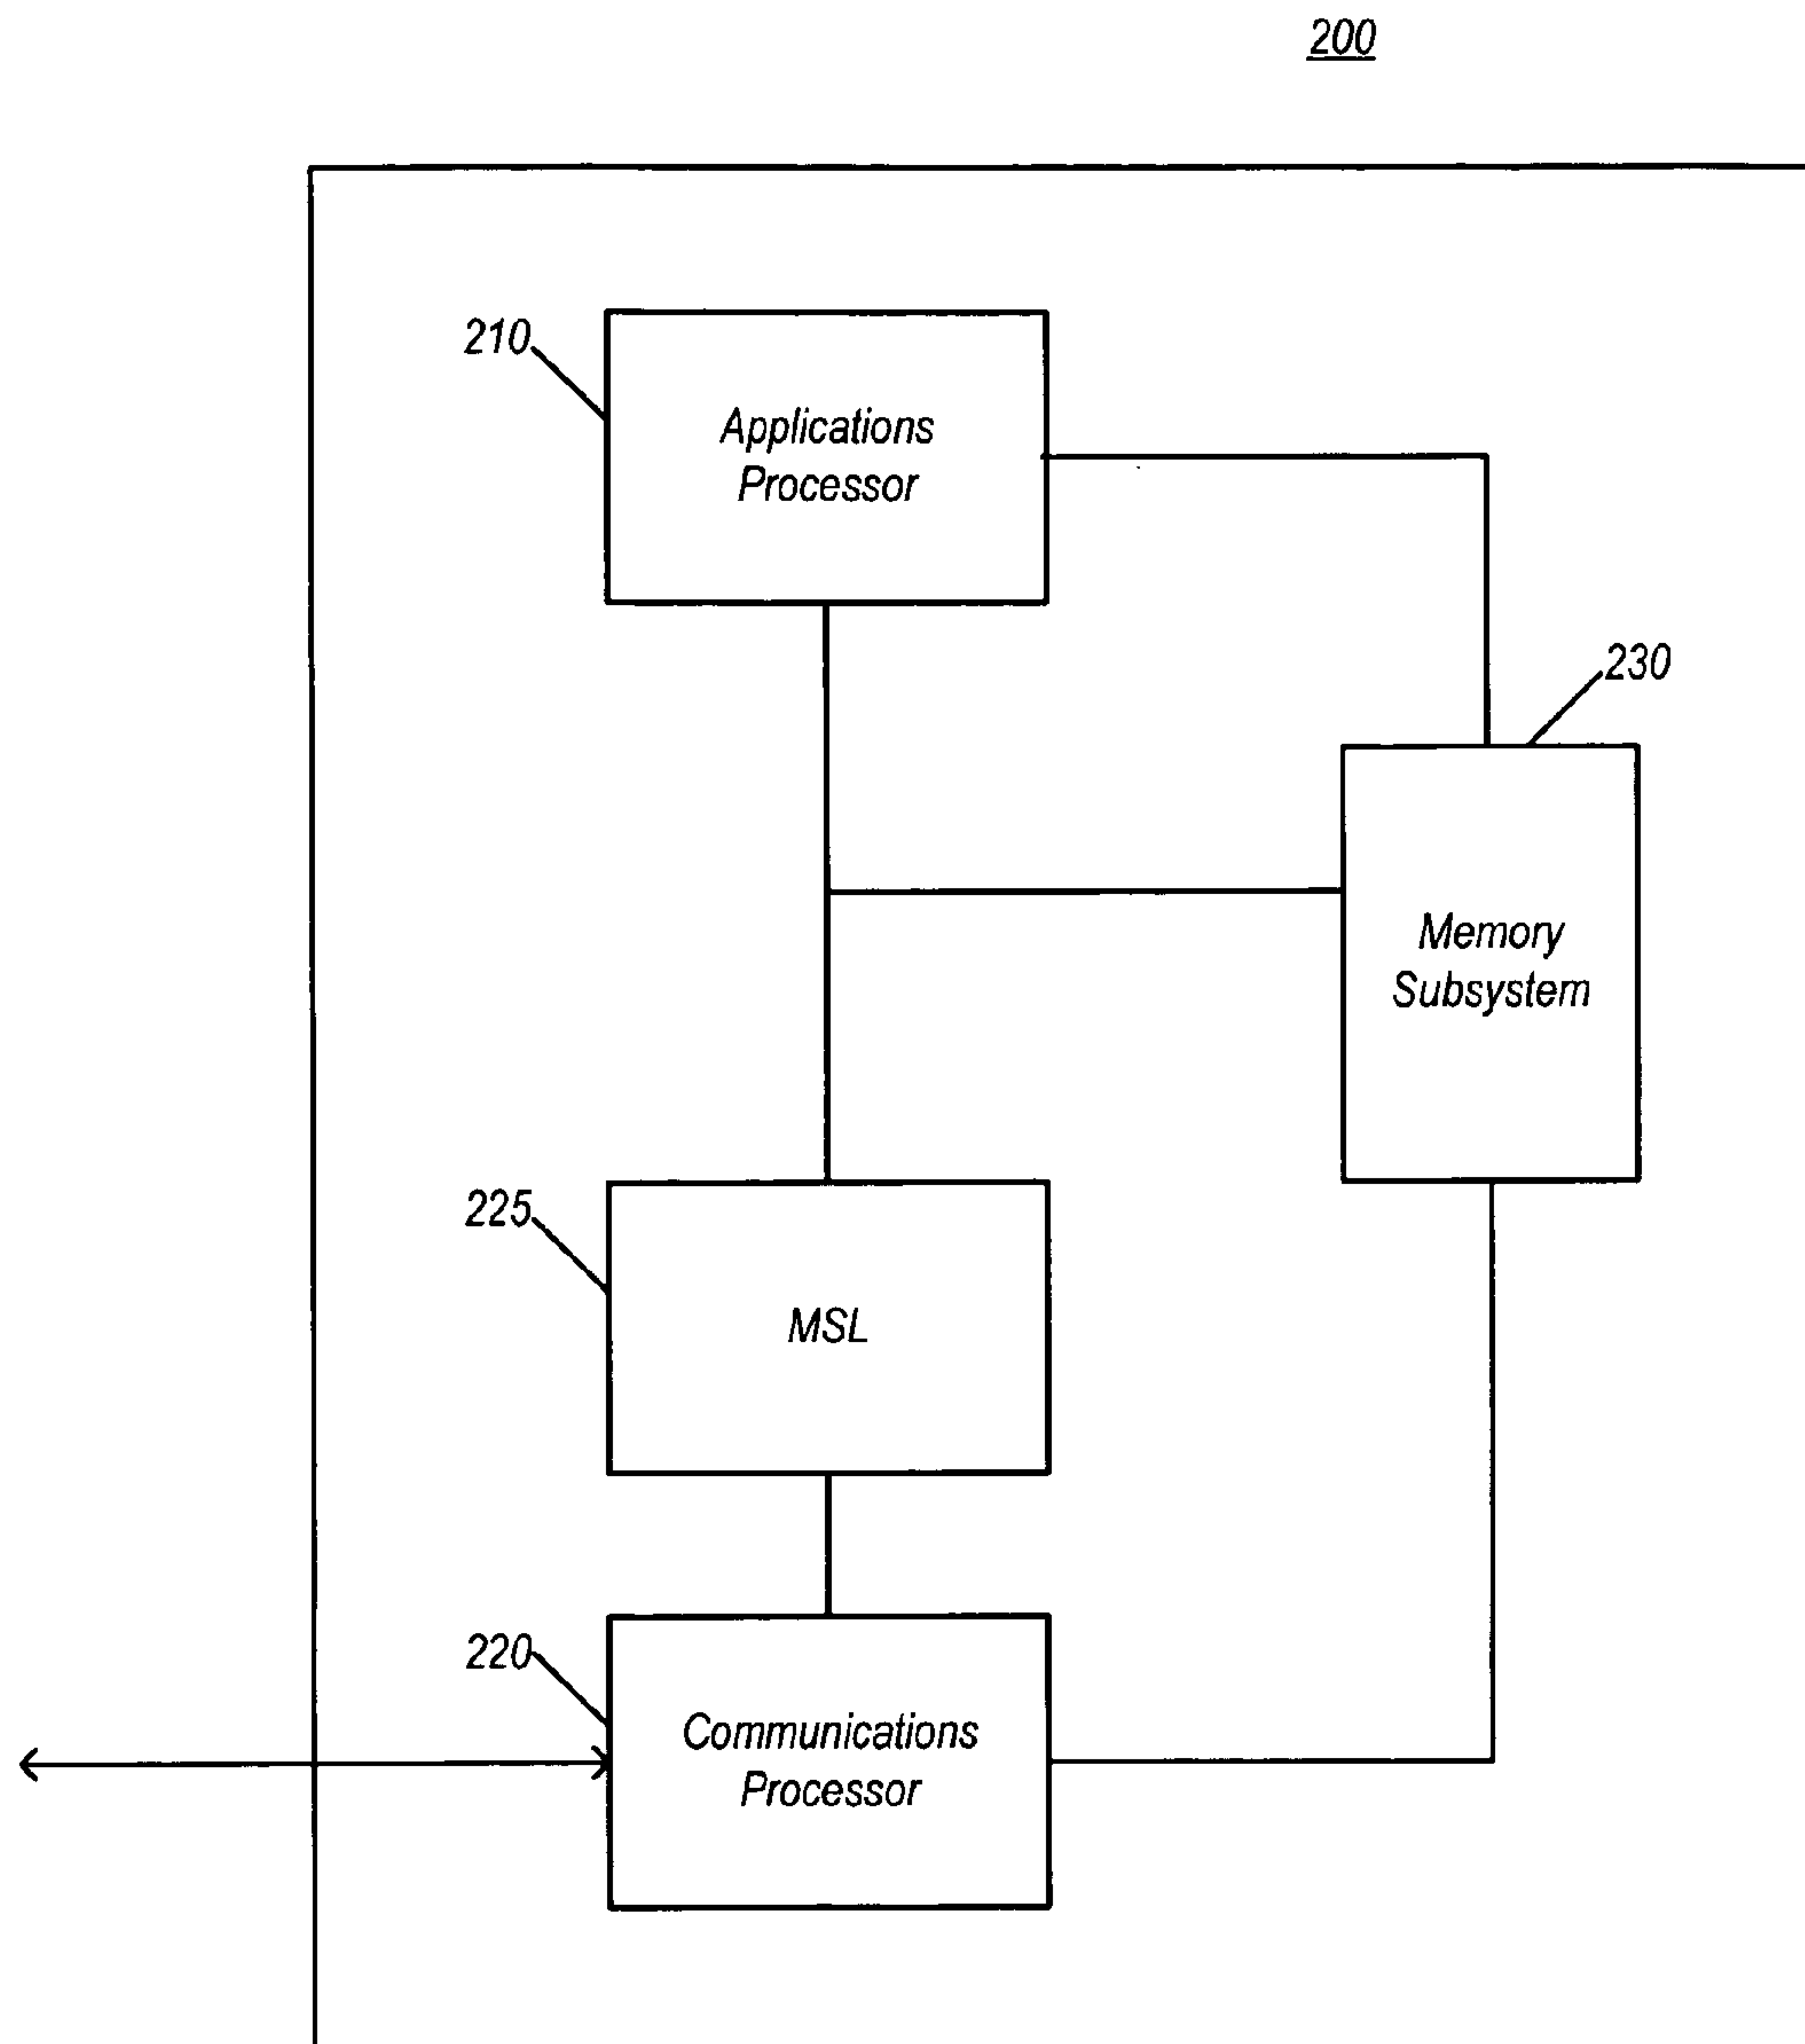 200
210
Applications
Processor
230
Memory
Subsystem
225
MSL
220
Communications
Processor